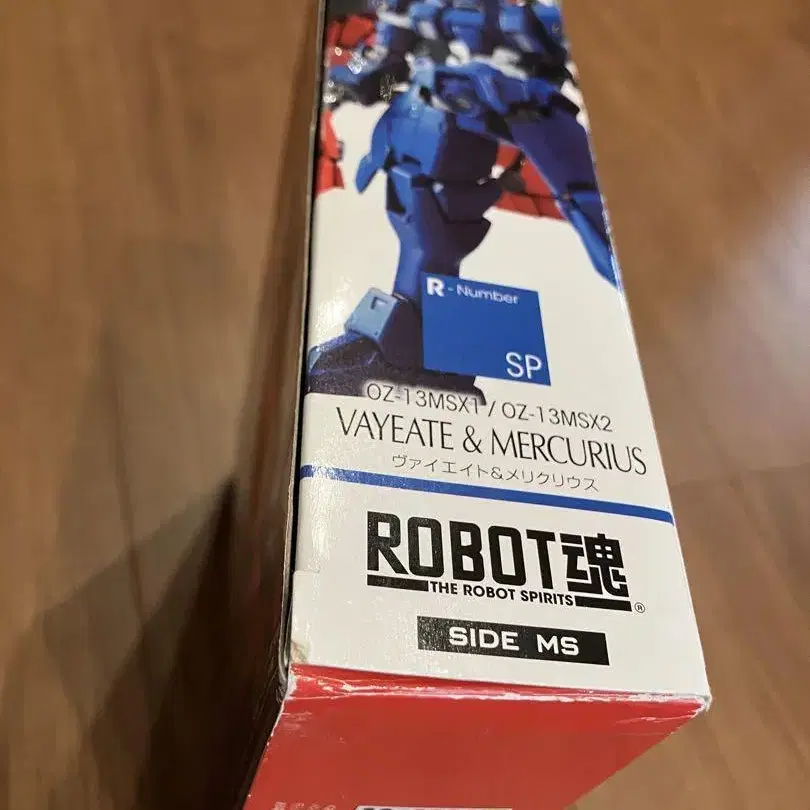 R-Number
SP
OZ-13MSX1 / OZ-13MSX2
VAYEATE & MERCURIUS
ヴァイエイト&メリクリウス
ROBOT魂
THE ROBOT SPIRITS
®
SIDE MS